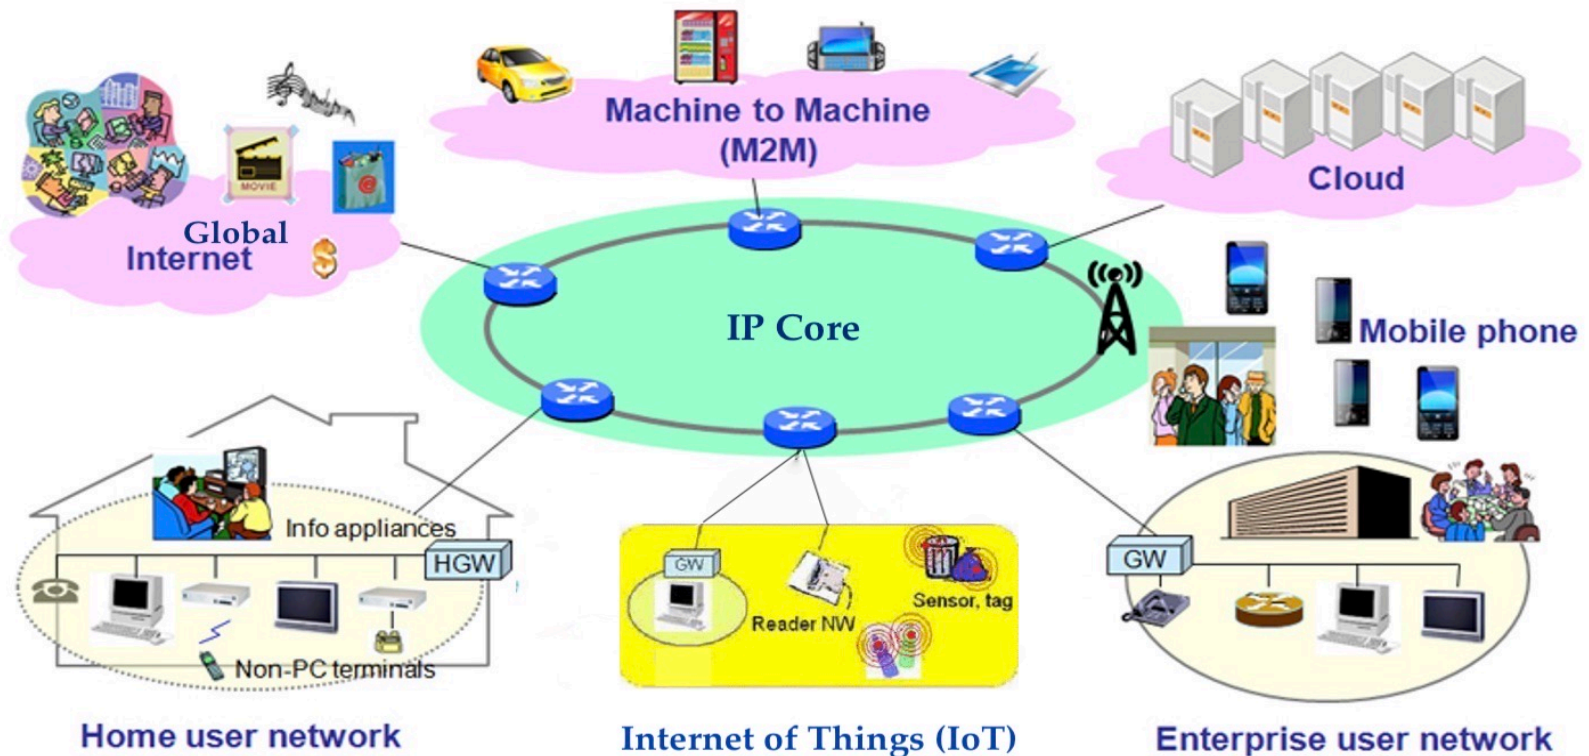 Machine to Machine
(M2M)
Cloud
MOVIE
@
Global
Internet
$
IP Core
Mobile phone
Info appliances
HGW
Non-PC terminals
Home user network
GW
Reader NW
Sensor, tag
Internet of Things (IoT)
GW
Enterprise user network